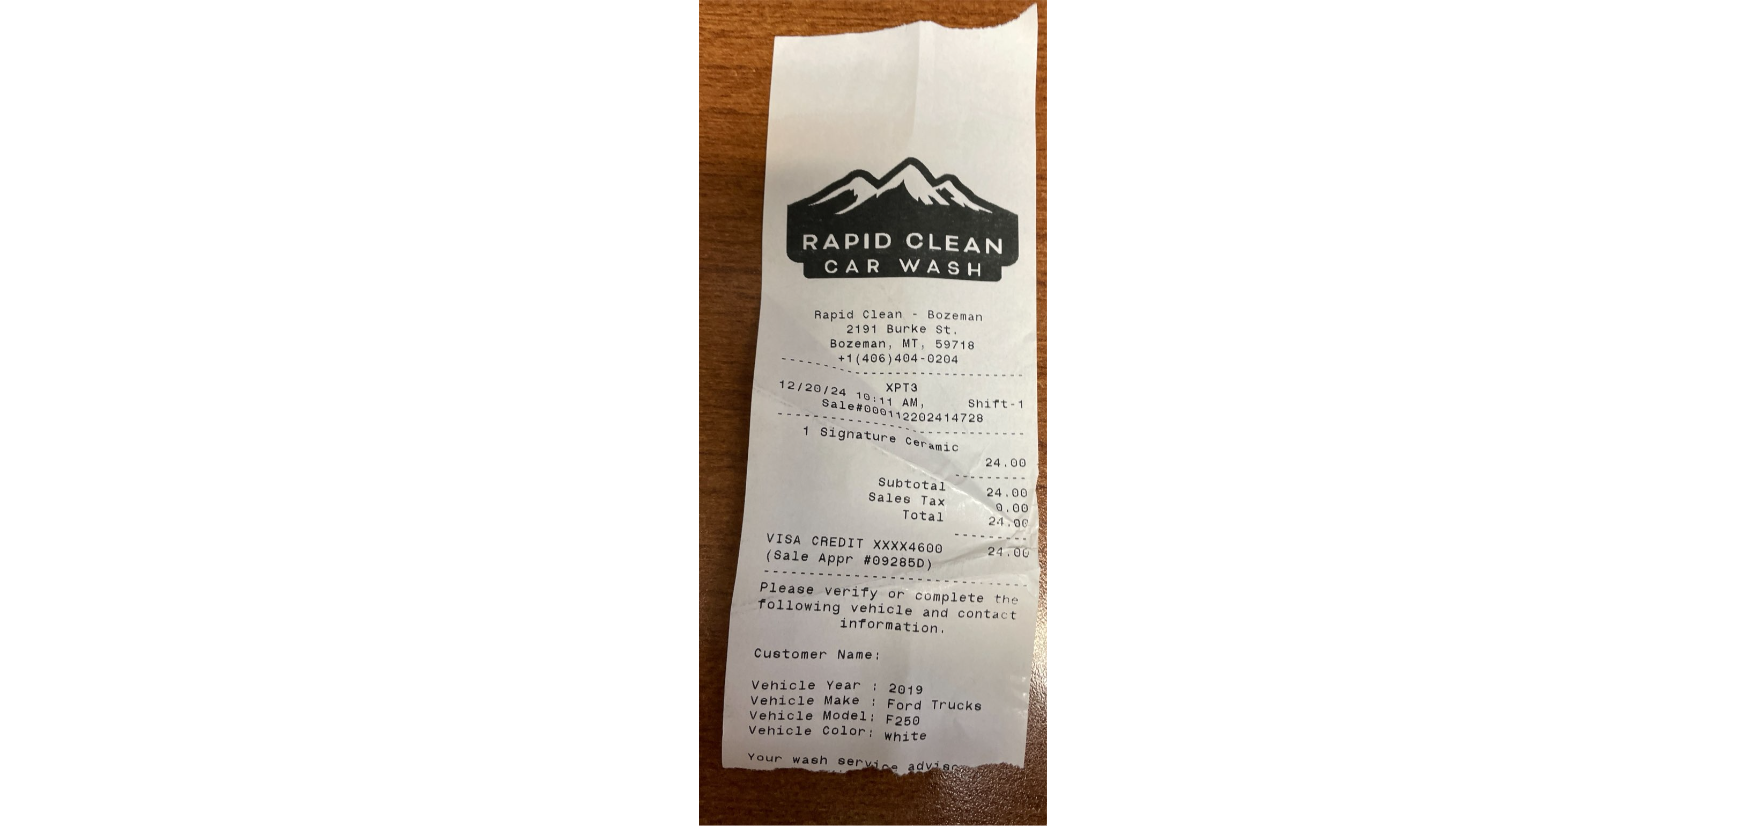 RAPID CLEAN
CAR WASH
Rapid Clean - Bozeman
2191 Burke St.
Bozeman, MT, 59718
+1(406)404-0204
XPT3
12/20/24 10:11 AM, Shift-1
Sale#000112202414728
1 Signature Ceramic
24.00
Subtotal 24.00
Sales Tax 0.00
Total 24.00
VISA CREDIT XXXX4600 24.00
(Sale Appr #09285D)
Please verify or complete the
following vehicle and contact
information.
Customer Name:
Vehicle Year : 2019
Vehicle Make : Ford Trucks
Vehicle Model: F250
Vehicle Color: white
Your wash service